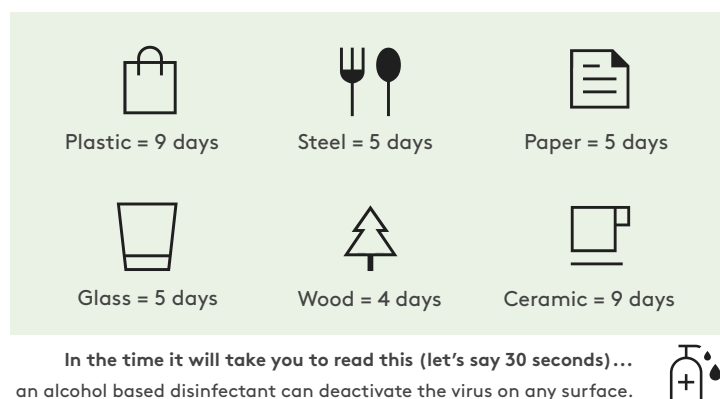 Plastic = 9 days
Steel = 5 days
Paper = 5 days
Glass = 5 days
Wood = 4 days
Ceramic = 9 days
In the time it will take you to read this (let's say 30 seconds)...
an alcohol based disinfectant can deactivate the virus on any surface.